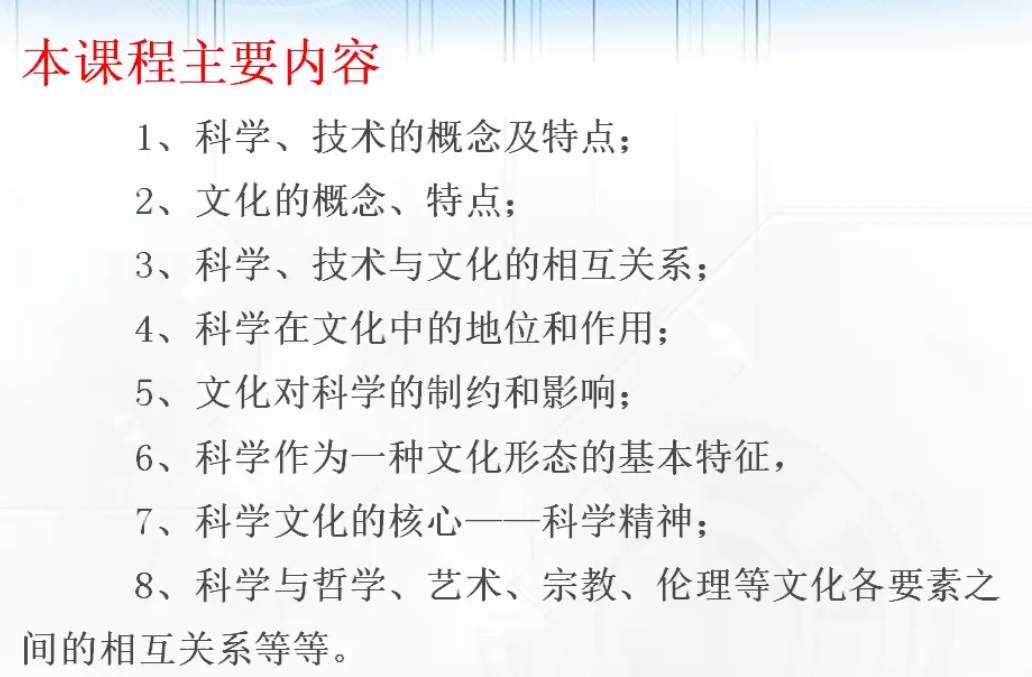 本课程主要内容
1、科学、技术的概念及特点；
2、文化的概念、特点；
3、科学、技术与文化的相互关系；
4、科学在文化中的地位和作用；
5、文化对科学的制约和影响；
6、科学作为一种文化形态的基本特征，
7、科学文化的核心——科学精神；
8、科学与哲学、艺术、宗教、伦理等文化各要素之
间的相互关系等等。